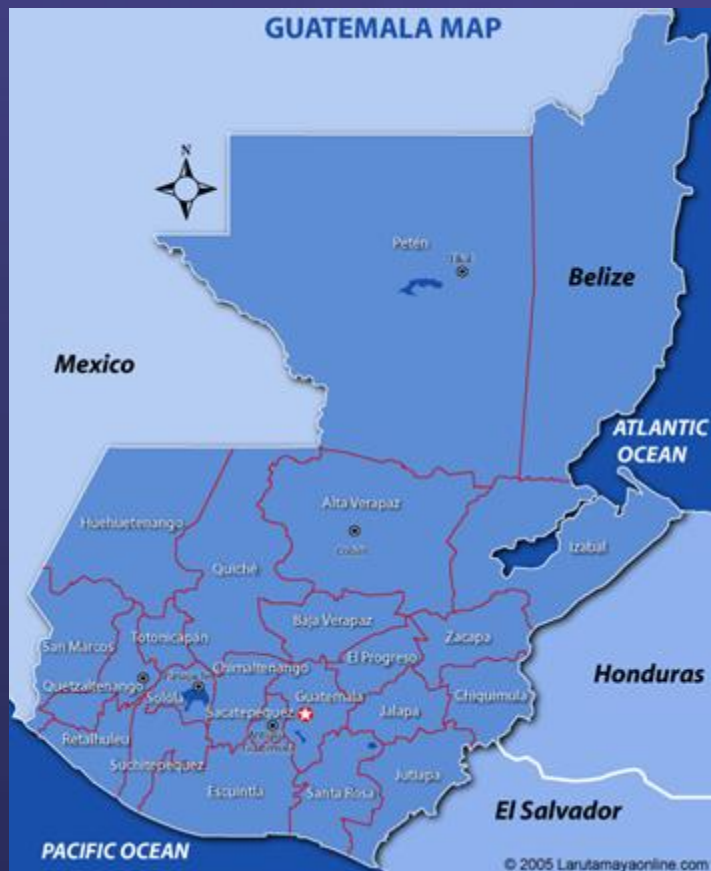 GUATEMALA MAP
N
Petén
Tikal
Belize
Mexico
ATLANTIC
OCEAN
Alta Verapaz
Huehuetenango
Cobán
Izabal
Quiché
Baja Verapaz
Zacapa
San Marcos
Totonicapán
El Progreso
Chimaltenango
Honduras
Quetzaltenango
Sololá
Guatemala
Chiquimula
Sacatepequez
Jalapa
Retalhuleu
Suchitepéquez
Jutiapa
Escuintla
Santa Rosa
El Salvador
PACIFIC OCEAN
© 2005 Larutamayaonline.com